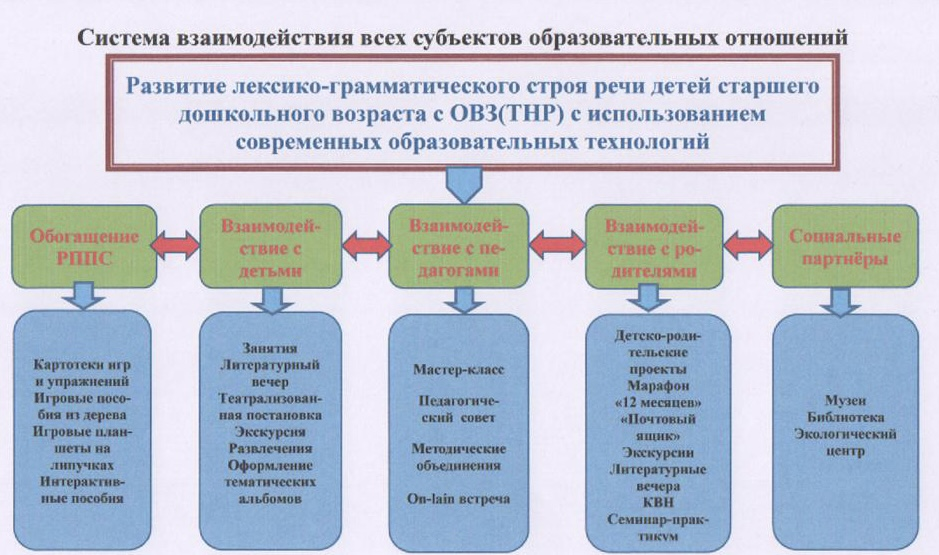 Система взаимодействия всех субъектов образовательных отношений
Развитие лексико-грамматического строя речи детей старшего
дошкольного возраста с ОВЗ(ТНР) с использованием
современных образовательных технологий
Обогащение
РППС
Взаимодей-
ствие с
детьми
Взаимодей-
ствие с пе-
дагогами
Взаимодей-
ствие с ро-
дителями
Социальные
партнёры
Картотеки игр
и упражнений
Игровые посо-
бия из дерева
Игровые план-
шеты на
липучках
Интерактив-
ные пособия
Занятия
Литературный
вечер
Театрализован-
ная постановка
Экскурсия
Развлечения
Оформление
тематических
альбомов
Мастер-класс
Педагогиче-
ский совет
Методические
объединения
On-lain встреча
Детско-роди-
тельские
проекты
Марафон
«12 месяцев»
«Почтовый
ящик»
Экскурсии
Литературные
вечера
КВН
Семинар-прак-
тикум
Музеи
Библиотека
Экологический
центр